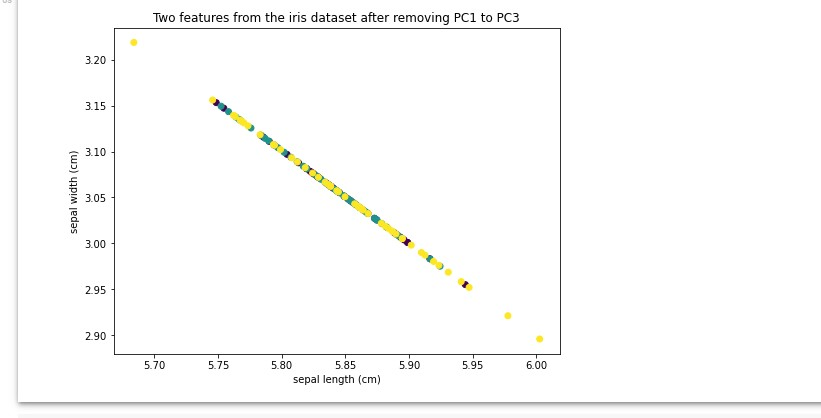 Two features from the iris dataset after removing PC1 to PC3
3.20
3.15
3.10
3.05
3.00
2.95
2.90
sepal width (cm)
5.70 5.75 5.80 5.85 5.90 5.95 6.00
sepal length (cm)